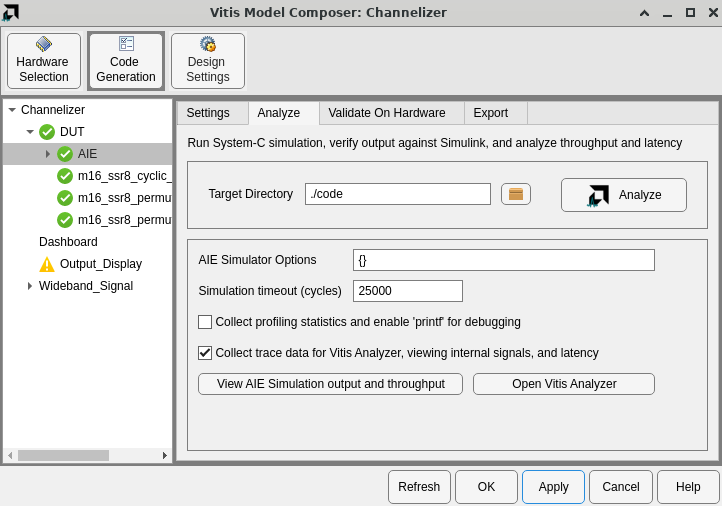 Vitis Model Composer: Channelizer
Hardware
Selection
Code
Generation
Design
Settings
Channelizer
DUT
AIE
m16_ssr8_cyclic_
m16_ssr8_permu
m16_ssr8_permu
Dashboard
Output_Display
Wideband_Signal
Settings Analyze Validate On Hardware Export
Run System-C simulation, verify output against Simulink, and analyze throughput and latency
Target Directory ./code Analyze
AIE Simulator Options {}
Simulation timeout (cycles) 25000
Collect profiling statistics and enable 'printf' for debugging
Collect trace data for Vitis Analyzer, viewing internal signals, and latency
View AIE Simulation output and throughput Open Vitis Analyzer
Refresh OK Apply Cancel Help